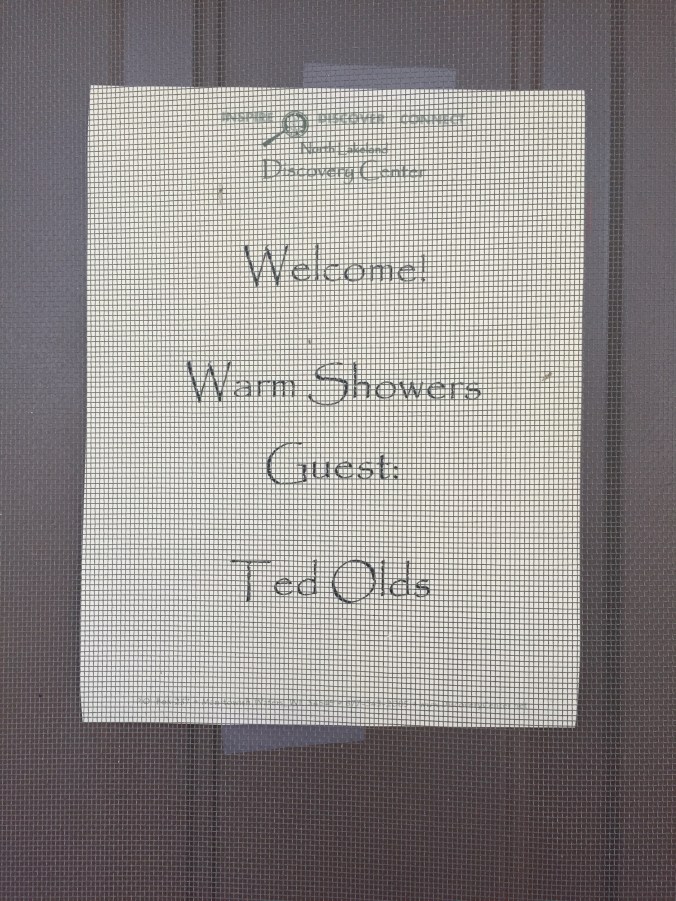 INSPIRE DISCOVER CONNECT
North Lakeland
Discovery Center
Welcome!
Warm Showers
Guest:
Ted Olds